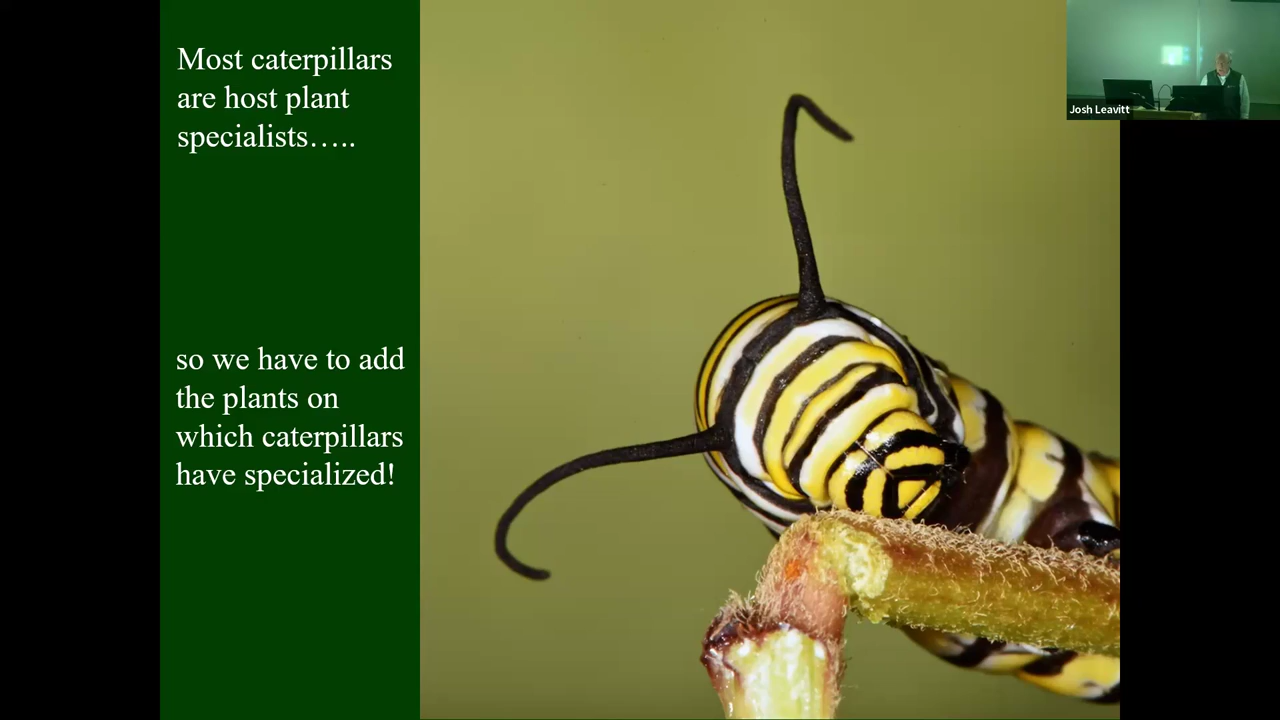 Most caterpillars
are host plant
specialists…..
so we have to add
the plants on
which caterpillars
have specialized!
Josh Leavitt